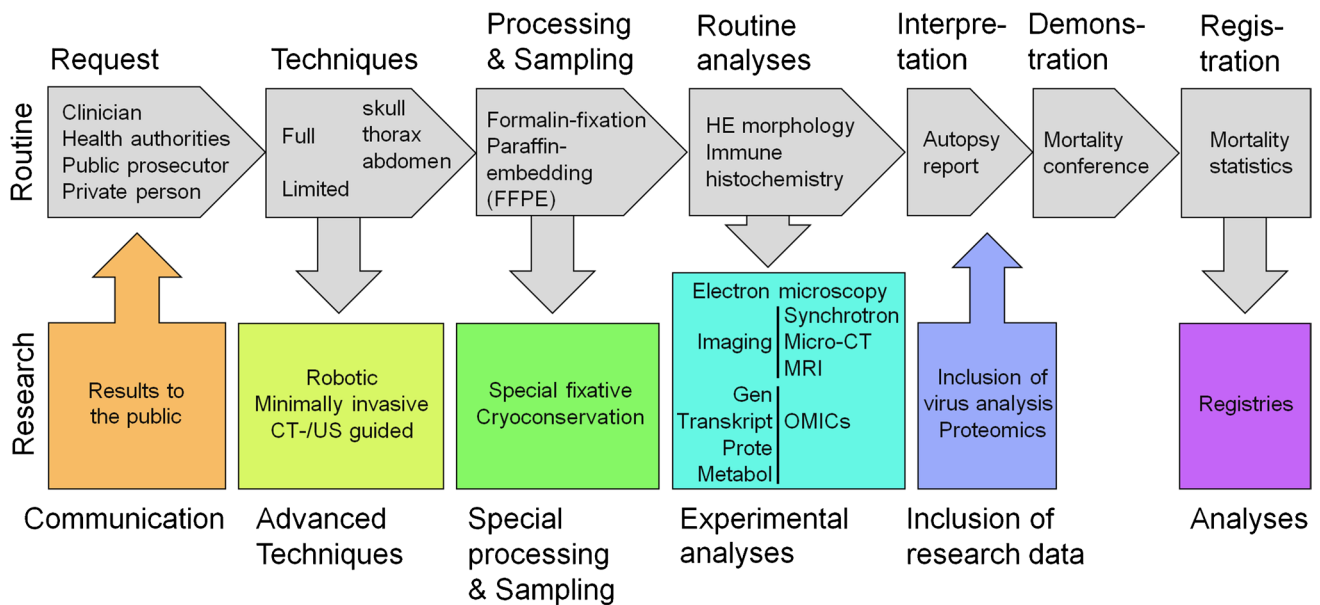 Request
Techniques
Processing
& Sampling
Routine
analyses
Interpre-
tation
Demons-
tration
Regis-
tration
Routine
Clinician
Health authorities
Public prosecutor
Private person
Full
Limited
skull
thorax
abdomen
Formalin-fixation
Paraffin-
embedding
(FFPE)
HE morphology
Immune
histochemistry
Autopsy
report
Mortality
conference
Mortality
statistics
Research
Results to
the public
Robotic
Minimally invasive
CT-/US guided
Special fixative
Cryoconservation
Electron microscopy
Imaging
Synchrotron
Micro-CT
MRI
Gen
Transkript
Prote
Metabol
OMICs
Inclusion of
virus analysis
Proteomics
Registries
Communication
Advanced
Techniques
Special
processing
& Sampling
Experimental
analyses
Inclusion of
research data
Analyses